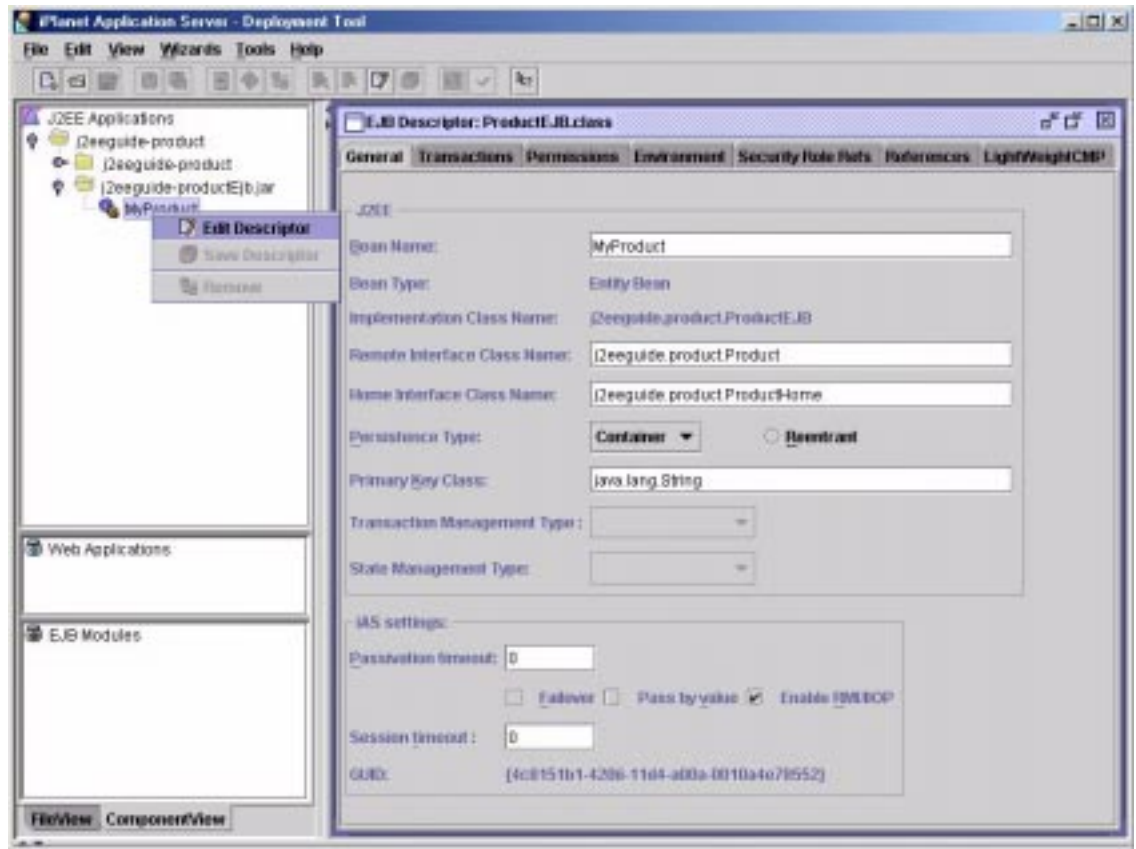 iPlanet Application Server - Deployment Tool
File Edit View Wizards Tools Help
J2EE Applications
j2eeguide-product
j2eeguide-product
j2eeguide-productEjb.jar
MyProduct
Edit Descriptor
Save Descriptor
Remove
Web Applications
EJB Modules
FileView ComponentView
EJB Descriptor: ProductEJB.class
General Transactions Permissions Environment Security Role Refs References LightWeightCMP
J2EE
Bean Name: MyProduct
Bean Type: Entity Bean
Implementation Class Name: j2eeguide.product.ProductEJB
Remote Interface Class Name: j2eeguide.product.Product
Home Interface Class Name: j2eeguide.product.ProductHome
Persistence Type: Container Reentrant
Primary Key Class: java.lang.String
Transaction Management Type :
State Management Type:
iAS settings:
Passivation timeout: 0
Failover Pass by value Enable RMI/IIOP
Session timeout : 0
GUID: